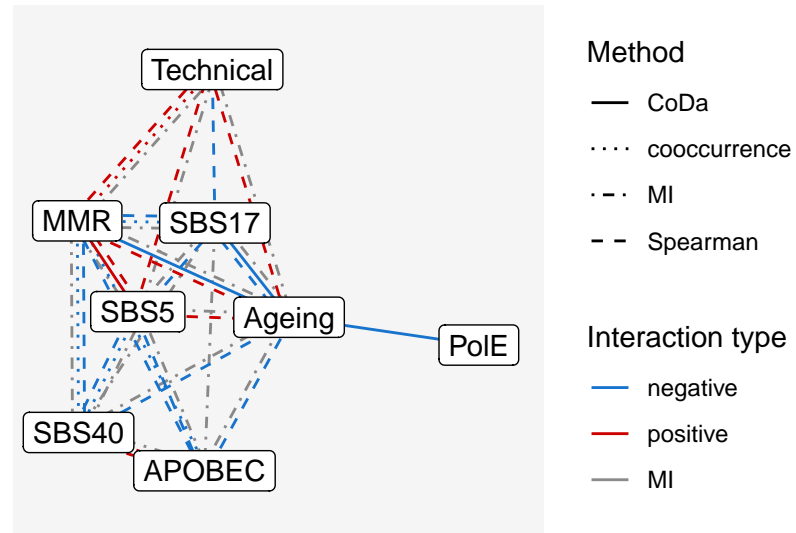 Technical
MMR
SBS17
SBS5
Ageing
PolE
SBS40
APOBEC
Method
CoDa
cooccurrence
MI
Spearman
Interaction type
negative
positive
MI